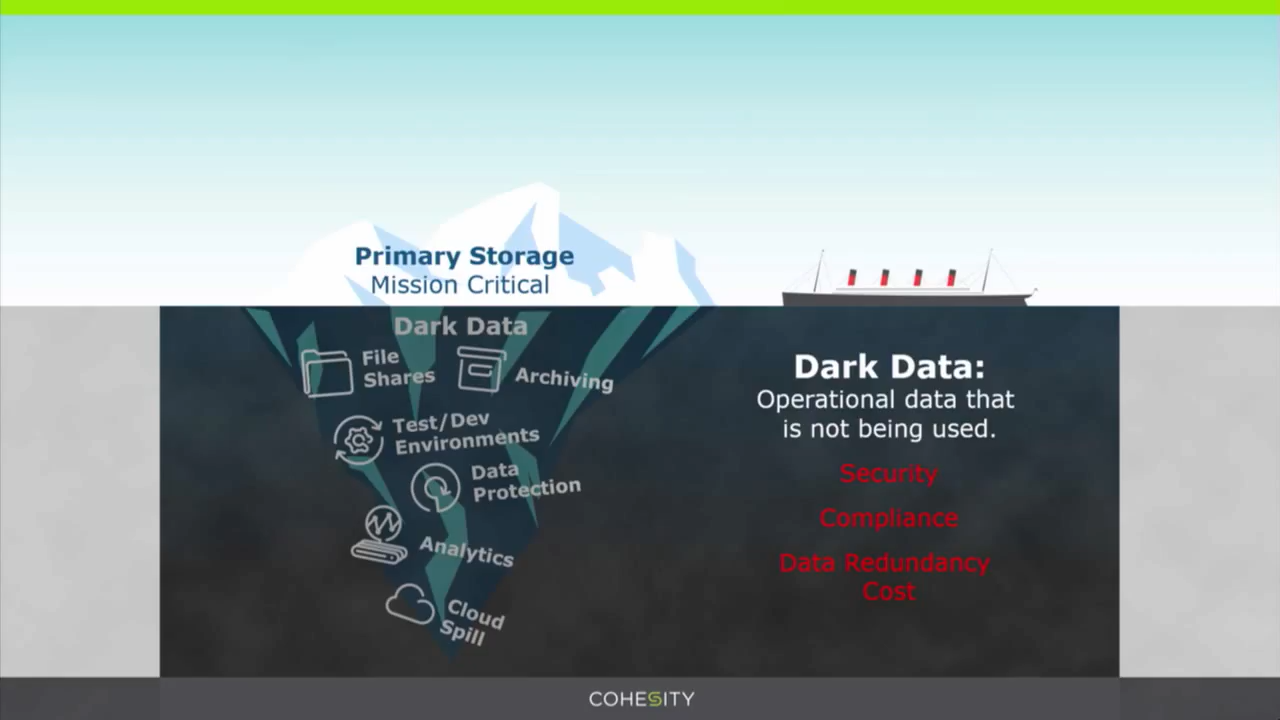 Primary Storage
Mission Critical
Dark Data
File
Shares
Archiving
Test/Dev
Environments
Data
Protection
Analytics
Cloud
Spill
Dark Data:
Operational data that
is not being used.
Security
Compliance
Data Redundancy
Cost
COHESITY